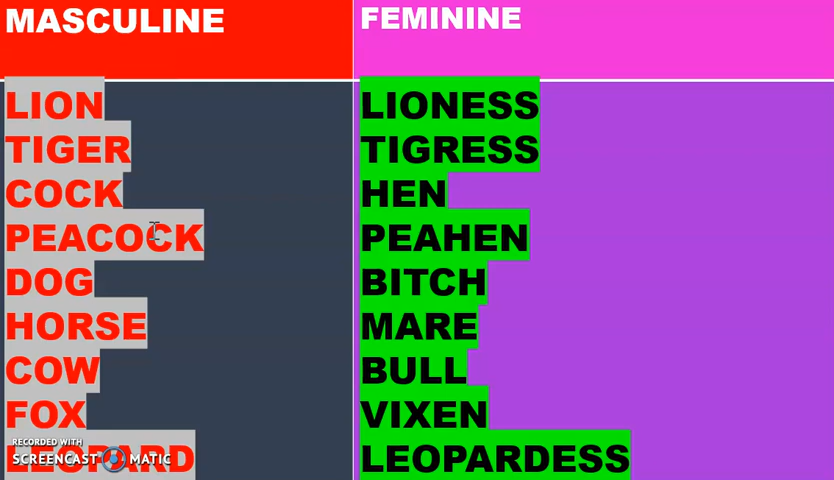 MASCULINE
FEMININE
LION
LIONESS
TIGER
TIGRESS
COCK
HEN
PEACOCK
PEAHEN
DOG
BITCH
HORSE
MARE
COW
BULL
FOX
VIXEN
LEOPARD
LEOPARDESS
RECORDED WITH
SCREENCAST MATIC